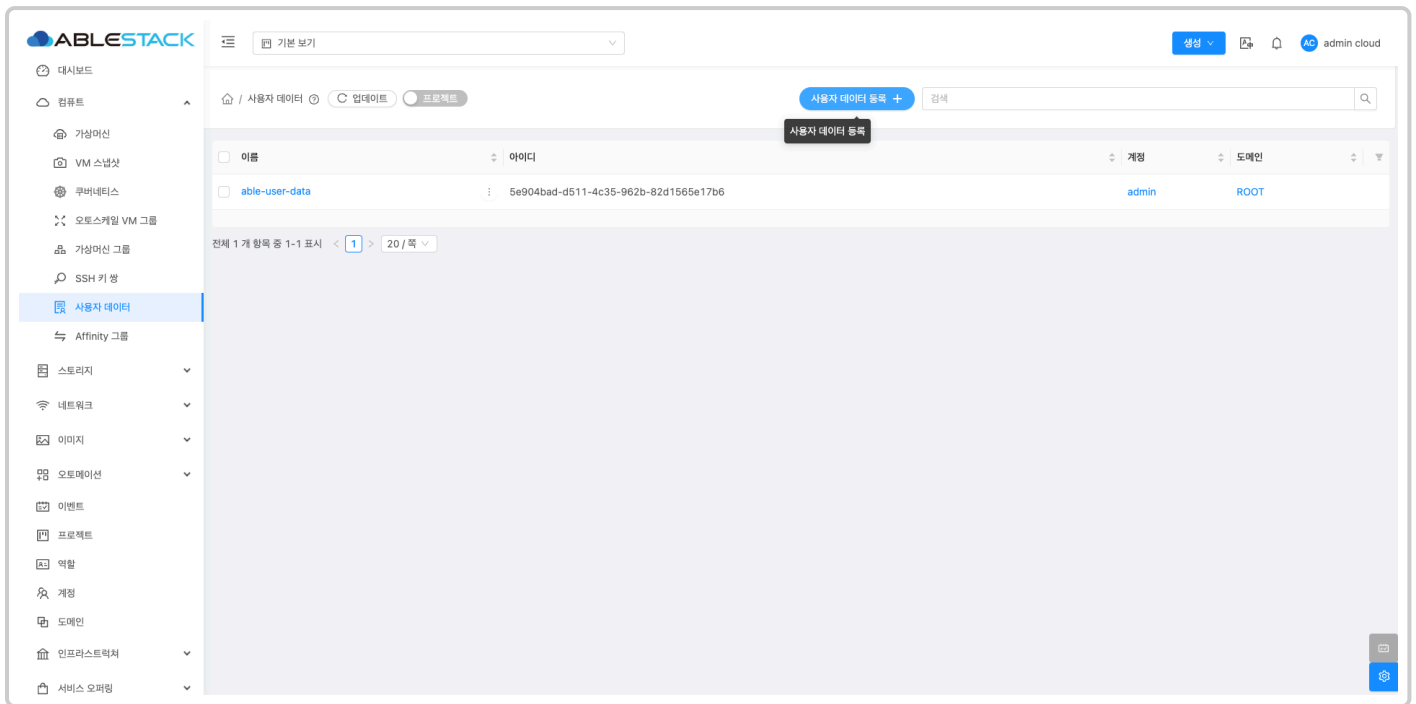 ABLESTACK
기본 보기
생성
AC admin cloud
대시보드
컴퓨트
가상머신
VM 스냅샷
쿠버네티스
오토스케일 VM 그룹
가상머신 그룹
SSH 키 쌍
사용자 데이터
Affinity 그룹
스토리지
네트워크
이미지
오토메이션
이벤트
프로젝트
역할
계정
도메인
인프라스트럭쳐
서비스 오퍼링
/ 사용자 데이터 업데이트 프로젝트
사용자 데이터 등록 +
검색
사용자 데이터 등록
이름 아이디 계정 도메인
able-user-data 5e904bad-d511-4c35-962b-82d1565e17b6 admin ROOT
전체 1 개 항목 중 1-1 표시 < 1 > 20 / 쪽